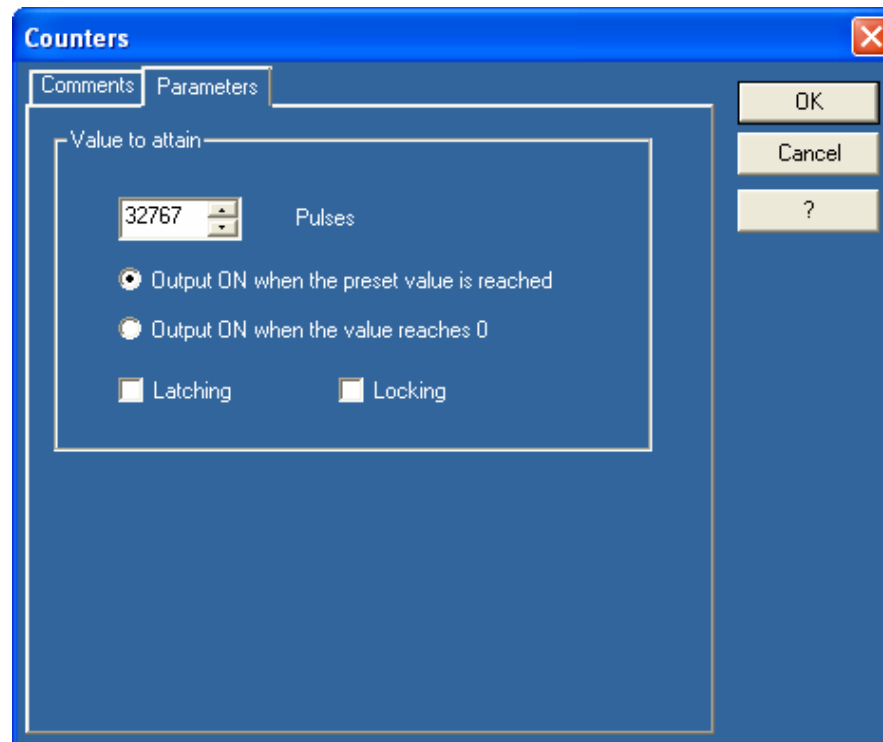 Counters
Comments
Parameters
OK
Cancel
?
Value to attain
32767
Pulses
Output ON when the preset value is reached
Output ON when the value reaches 0
Latching
Locking